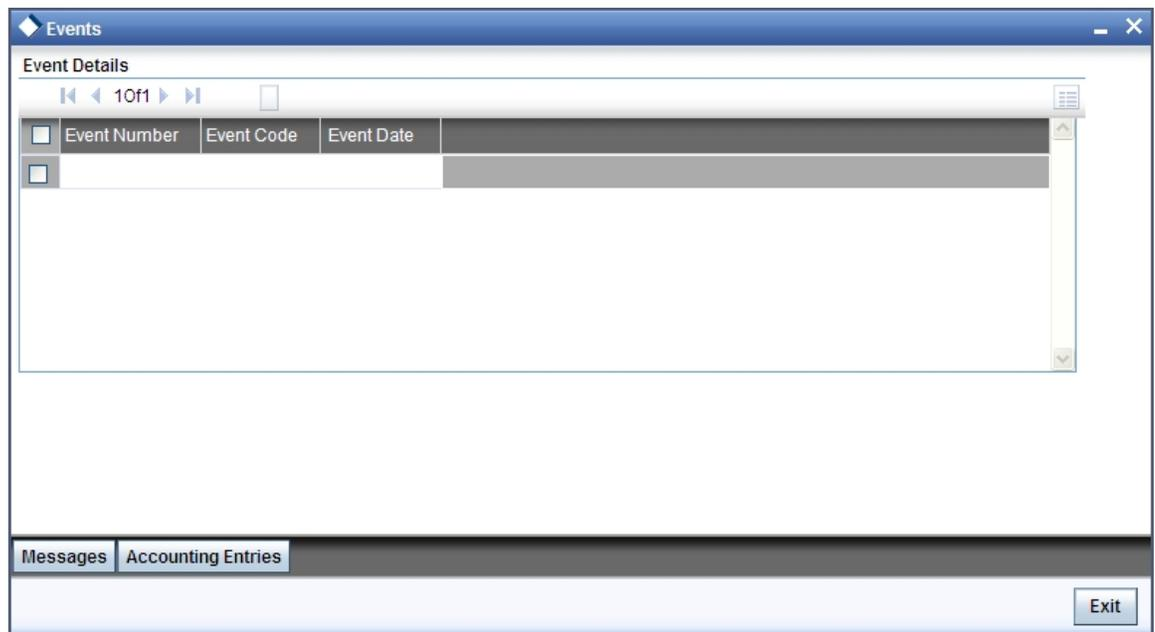 Events
Event Details
1Of1
Event Number Event Code Event Date
Messages Accounting Entries
Exit